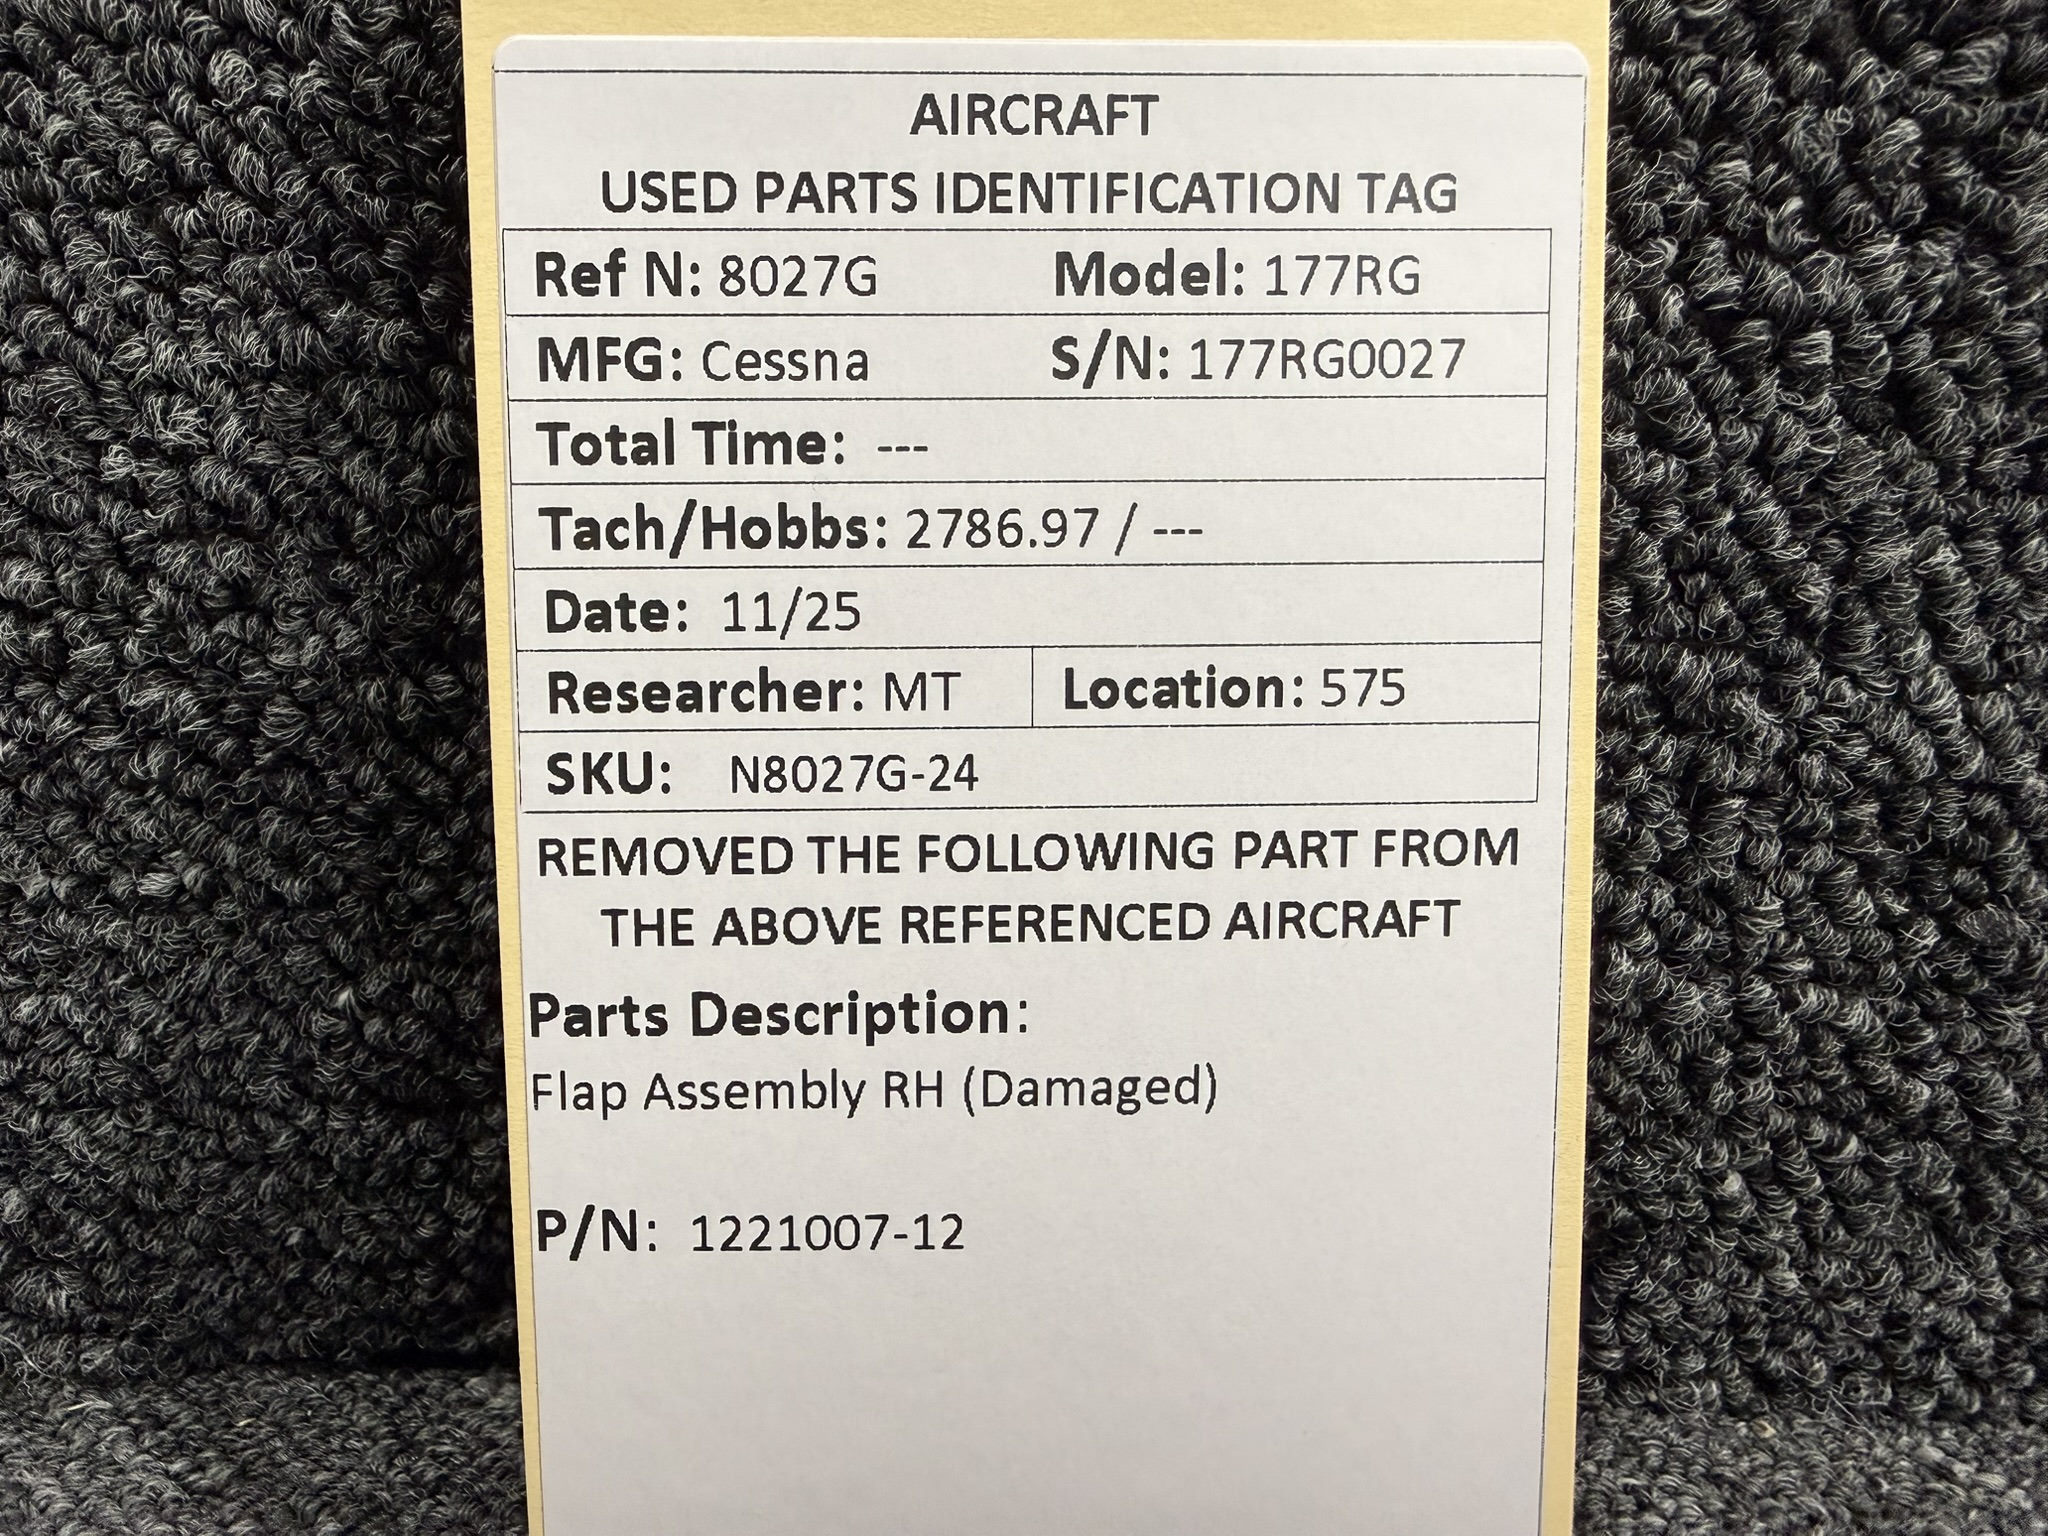 AIRCRAFT
USED PARTS IDENTIFICATION TAG
Ref N: 8027G Model: 177RG
MFG: Cessna S/N: 177RG0027
Total Time: ---
Tach/Hobbs: 2786.97 / ---
Date: 11/25
Researcher: MT Location: 575
SKU: N8027G-24
REMOVED THE FOLLOWING PART FROM
THE ABOVE REFERENCED AIRCRAFT
Parts Description:
Flap Assembly RH (Damaged)
P/N: 1221007-12